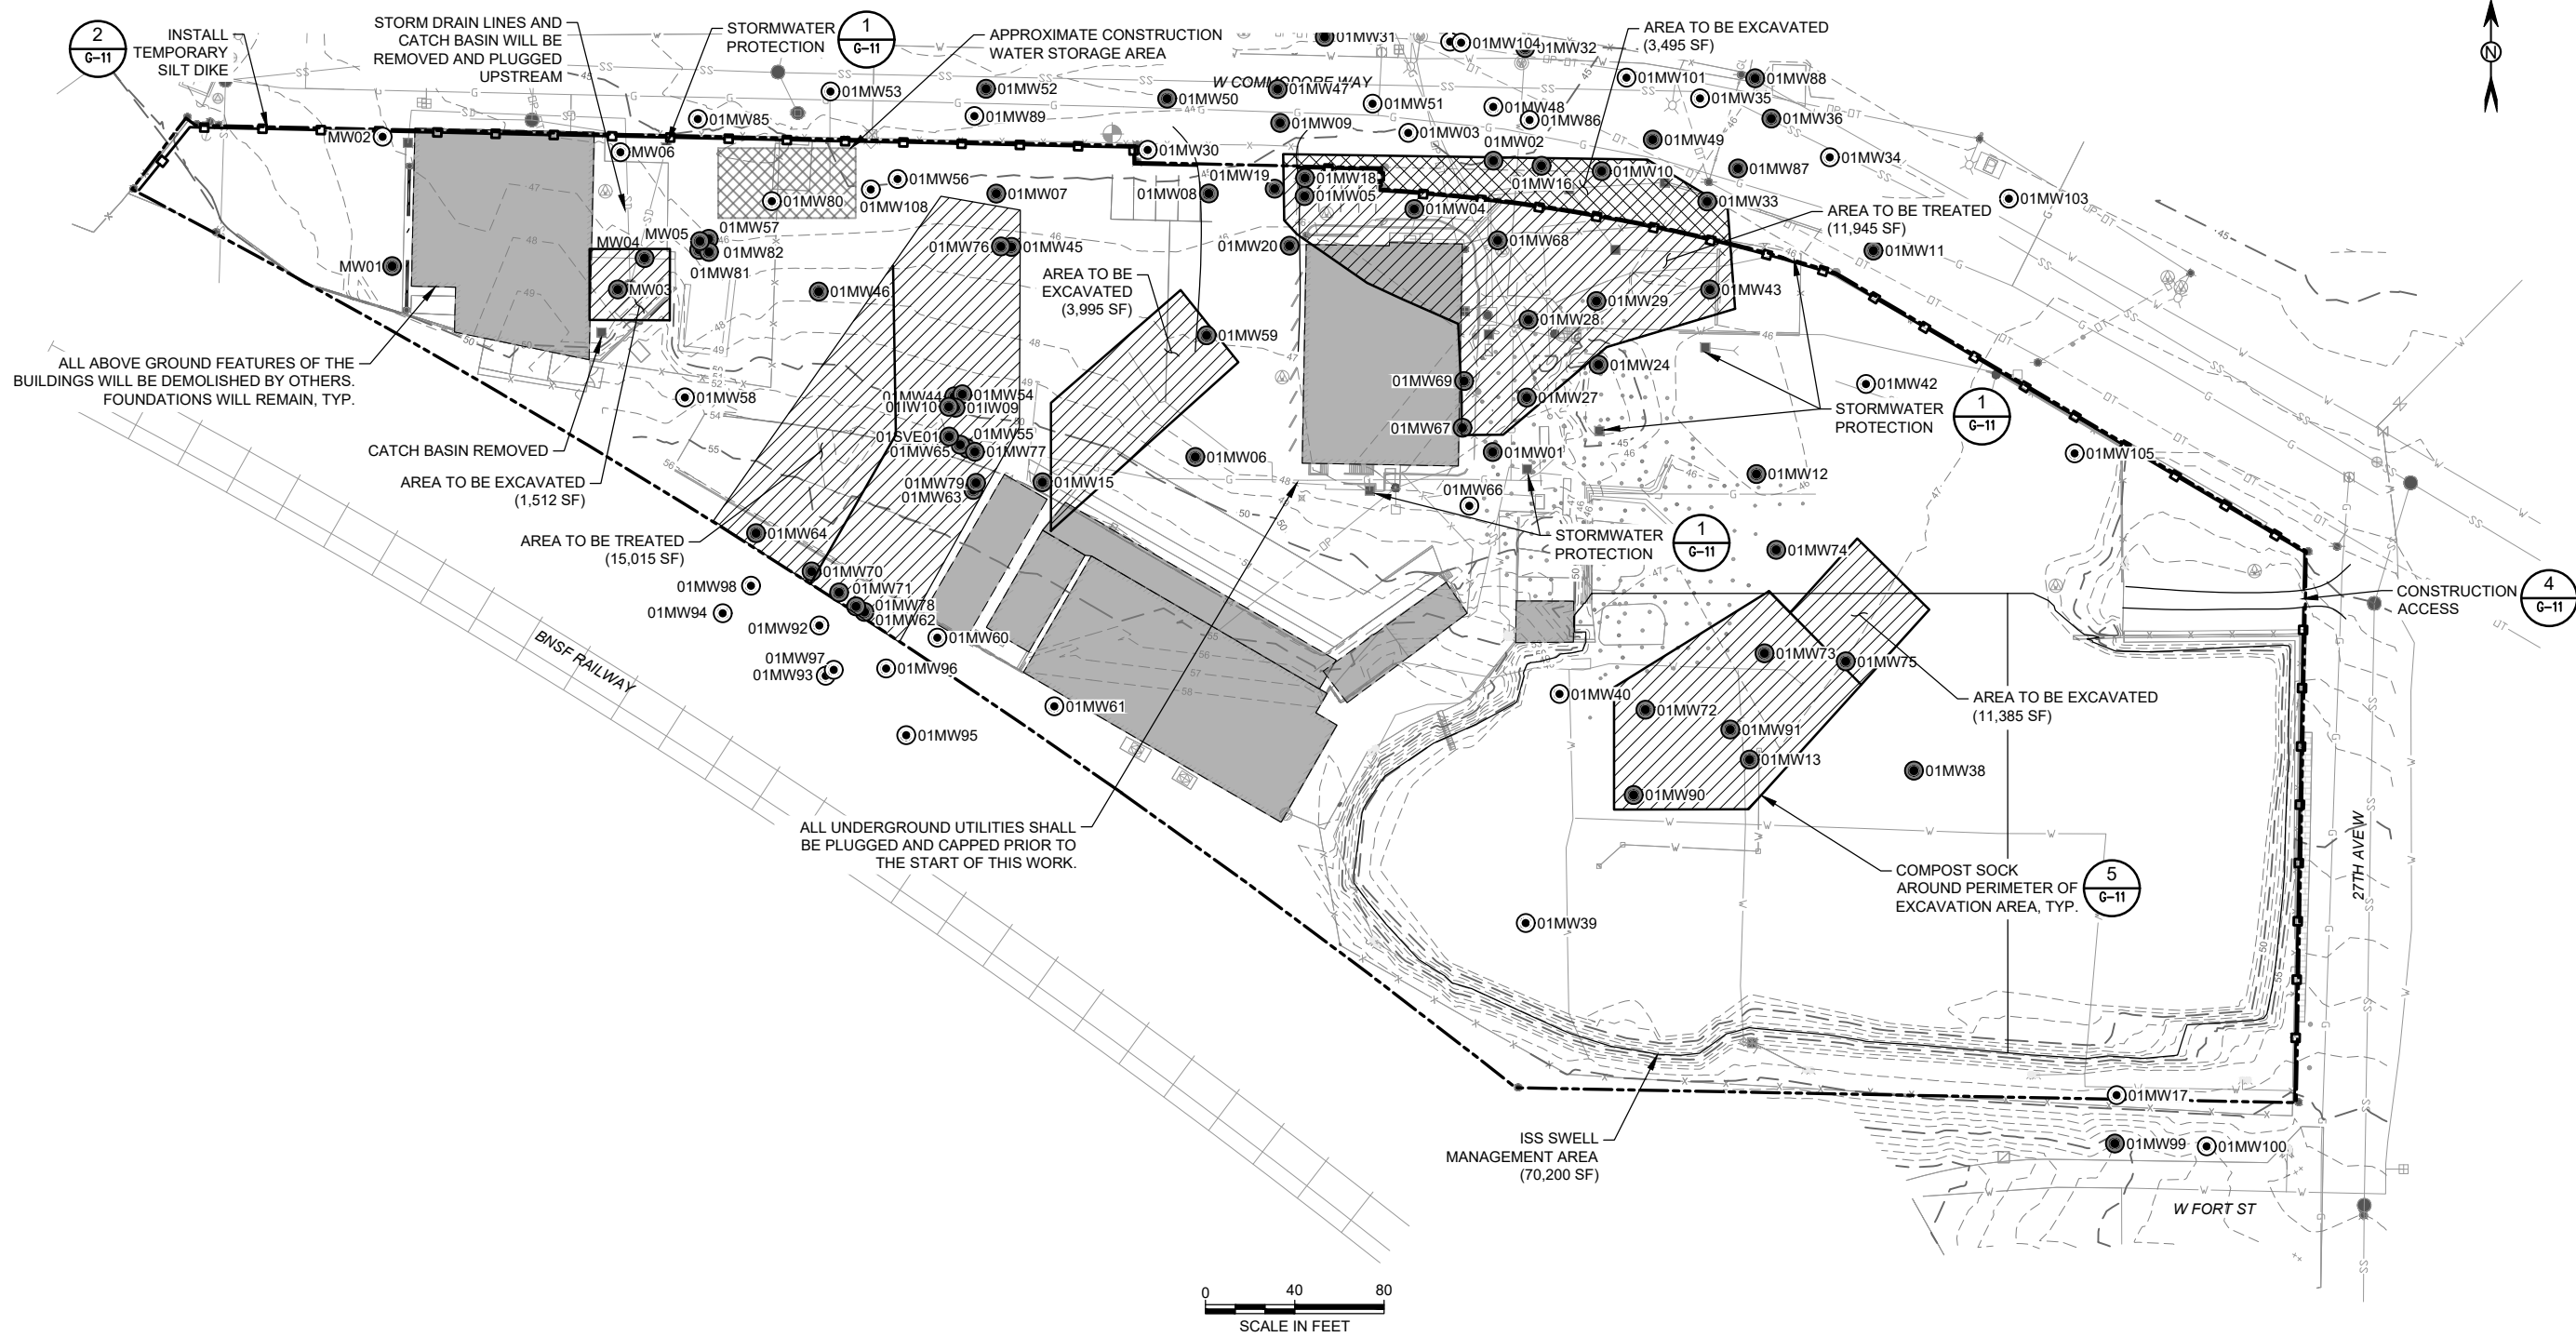 2
G-11
INSTALL
TEMPORARY
SILT DIKE
STORM DRAIN LINES AND
CATCH BASIN WILL BE
REMOVED AND PLUGGED
UPSTREAM
STORMWATER
PROTECTION
1
G-11
APPROXIMATE CONSTRUCTION
WATER STORAGE AREA
W COMMODORE WAY
AREA TO BE EXCAVATED
(3,495 SF)
N
01MW31
01MW104
01MW32
01MW101
01MW88
01MW53
01MW52
01MW50
01MW47
01MW51
01MW48
01MW35
01MW85
01MW89
01MW09
01MW03
01MW86
01MW36
MW02
MW06
01MW30
01MW02
01MW49
01MW87
01MW34
01MW56
01MW80
01MW108
01MW07
01MW08
01MW19
01MW18
01MW05
01MW16
01MW10
01MW04
01MW33
01MW103
AREA TO BE TREATED
(11,945 SF)
MW04
MW05
01MW57
01MW82
01MW81
01MW76
01MW45
01MW20
01MW68
01MW11
MW01
MW03
01MW46
AREA TO BE
EXCAVATED
(3,995 SF)
01MW59
01MW29
01MW43
01MW28
ALL ABOVE GROUND FEATURES OF THE
BUILDINGS WILL BE DEMOLISHED BY OTHERS.
FOUNDATIONS WILL REMAIN, TYP.
01MW58
01MW44
01MW54
01IW10
01IW09
01MW69
01MW24
01MW27
01MW42
STORMWATER
PROTECTION
1
G-11
CATCH BASIN REMOVED
01SVE01
01MW55
01MW65
01MW77
01MW06
01MW67
01MW01
01MW12
01MW105
AREA TO BE EXCAVATED
(1,512 SF)
01MW79
01MW63
01MW15
01MW66
AREA TO BE TREATED
(15,015 SF)
01MW64
STORMWATER
PROTECTION
1
G-11
01MW74
01MW70
01MW98
01MW71
01MW94
01MW78
01MW62
01MW92
01MW60
CONSTRUCTION
ACCESS
4
G-11
01MW97
01MW93
01MW96
01MW73
01MW75
BNSF RAILWAY
01MW61
01MW95
01MW40
01MW72
01MW91
AREA TO BE EXCAVATED
(11,385 SF)
01MW13
01MW38
01MW90
ALL UNDERGROUND UTILITIES SHALL
BE PLUGGED AND CAPPED PRIOR TO
THE START OF THIS WORK.
COMPOST SOCK
AROUND PERIMETER OF
EXCAVATION AREA, TYP.
5
G-11
27TH AVE W
01MW39
01MW17
ISS SWELL
MANAGEMENT AREA
(70,200 SF)
01MW99
01MW100
W FORT ST
0 40 80
SCALE IN FEET